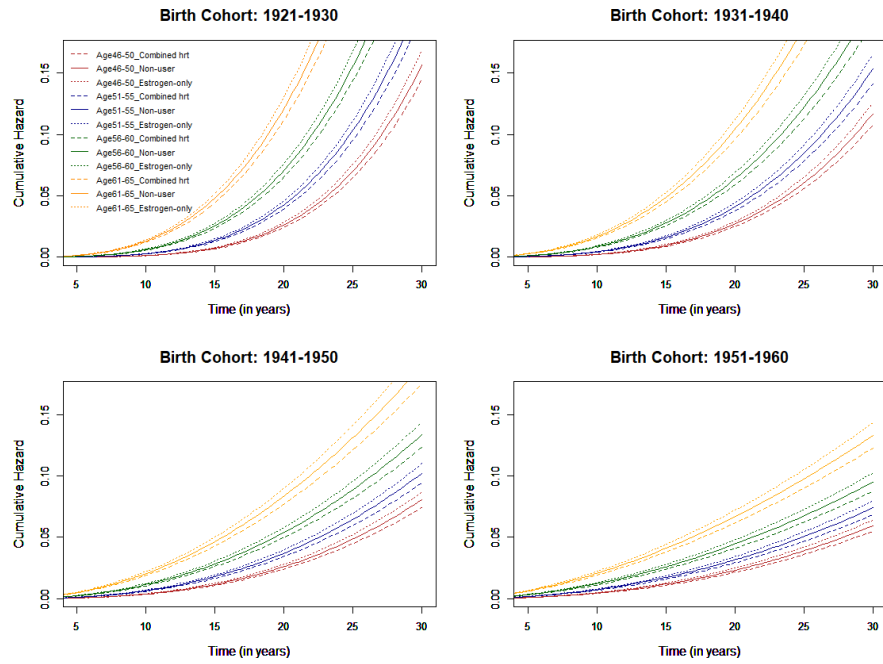 Birth Cohort: 1921-1930
Cumulative Hazard
0.15
0.10
0.05
0.00
Age46-50_Combined hrt
Age46-50_Non-user
Age46-50_Estrogen-only
Age51-55_Combined hrt
Age51-55_Non-user
Age51-55_Estrogen-only
Age56-60_Combined hrt
Age56-60_Non-user
Age56-60_Estrogen-only
Age61-65_Combined hrt
Age61-65_Non-user
Age61-65_Estrogen-only
5 10 15 20 25 30
Time (in years)
Birth Cohort: 1931-1940
Cumulative Hazard
0.15
0.10
0.05
0.00
5 10 15 20 25 30
Time (in years)
Birth Cohort: 1941-1950
Cumulative Hazard
0.15
0.10
0.05
0.00
5 10 15 20 25 30
Time (in years)
Birth Cohort: 1951-1960
Cumulative Hazard
0.15
0.10
0.05
0.00
5 10 15 20 25 30
Time (in years)